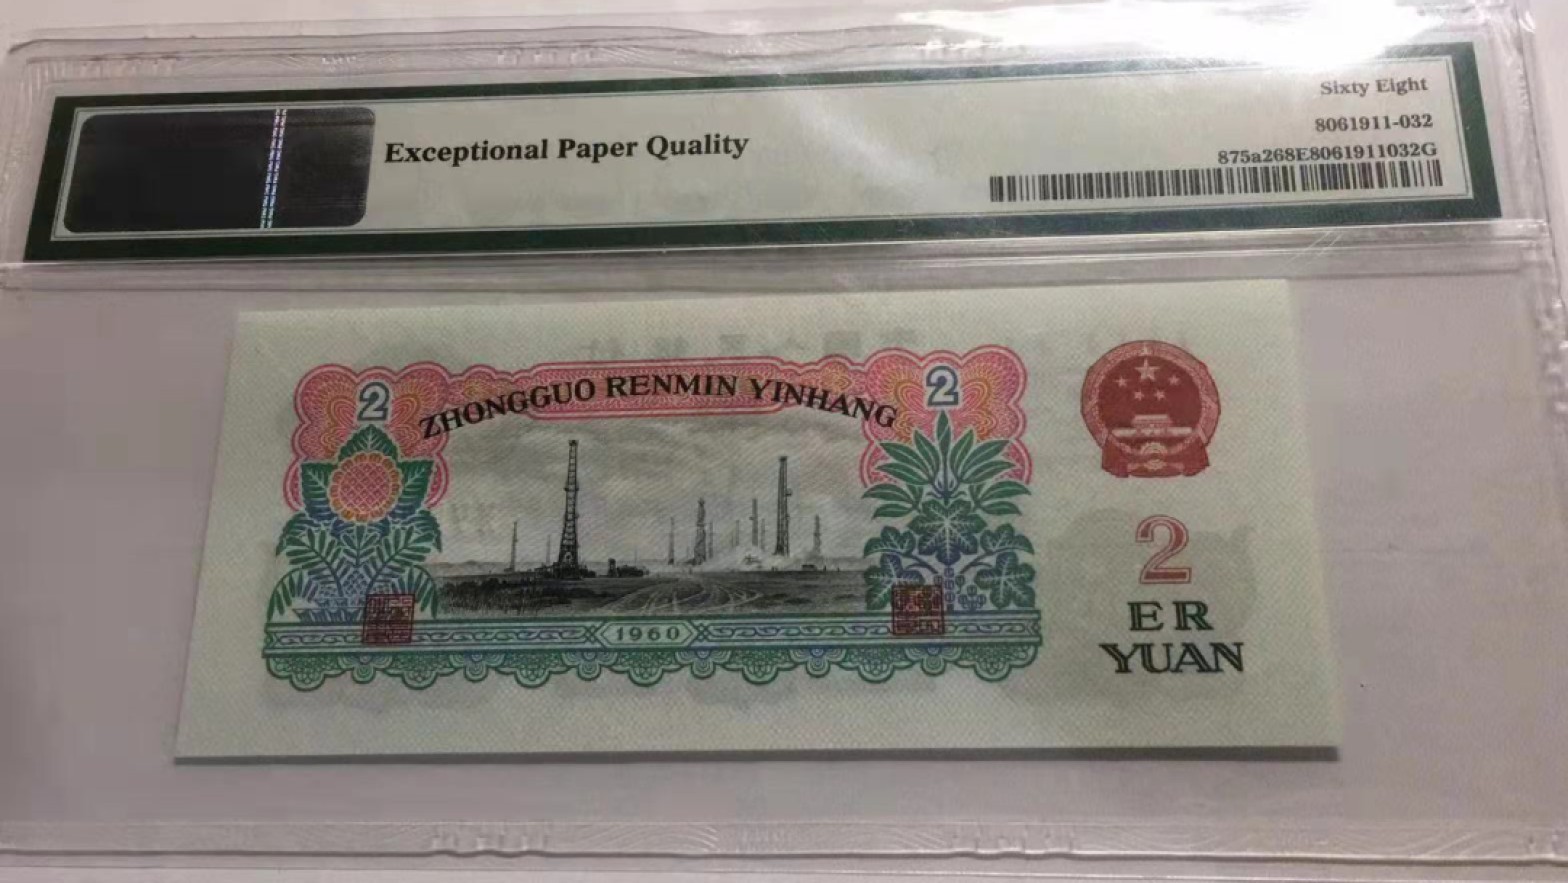 Sixty Eight
8061911-032
Exceptional Paper Quality
875a268E8061911032G
2
2
ZHONGGUO RENMIN YINHANG
2
ER
YUAN
1960